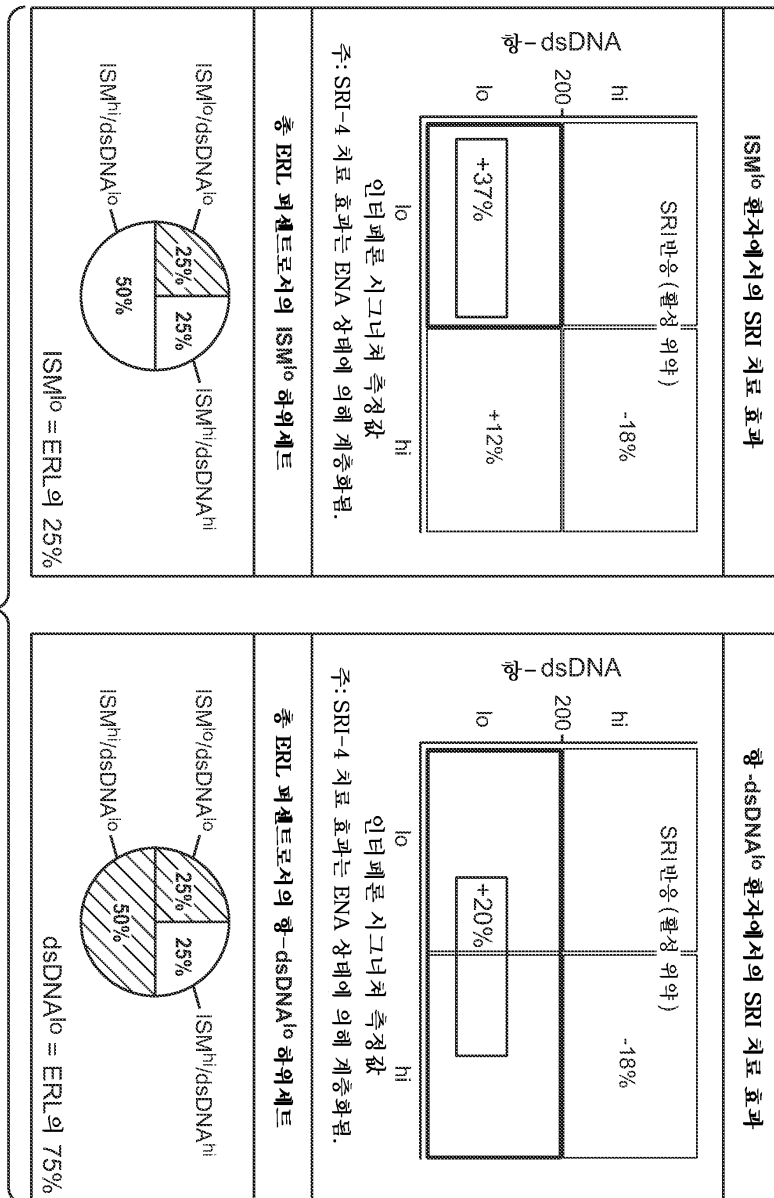 ISM^lo 환자에서의 SRI 치료 효과
SRI반응 (활성 위약)
항-dsDNA
hi
200
lo
-18%
+37%
+12%
lo
hi
인터페론 시그너처 측정값
주: SRI-4 치료 효과는 ENA 상태에 의해 계층화됨.
총 ERL 퍼센트로서의 ISM^lo 하위세트
ISM^lo/dsDNA^lo
ISM^hi/dsDNA^hi
25%
25%
50%
ISM^hi/dsDNA^lo
ISM^lo = ERL의 25%
항-dsDNA^lo 환자에서의 SRI 치료 효과
SRI반응 (활성 위약)
항-dsDNA
hi
200
lo
-18%
+20%
lo
hi
인터페론 시그너처 측정값
주: SRI-4 치료 효과는 ENA 상태에 의해 계층화됨.
총 ERL 퍼센트로서의 항-dsDNA^lo 하위세트
ISM^lo/dsDNA^lo
ISM^hi/dsDNA^hi
25%
25%
50%
ISM^hi/dsDNA^lo
dsDNA^lo = ERL의 75%